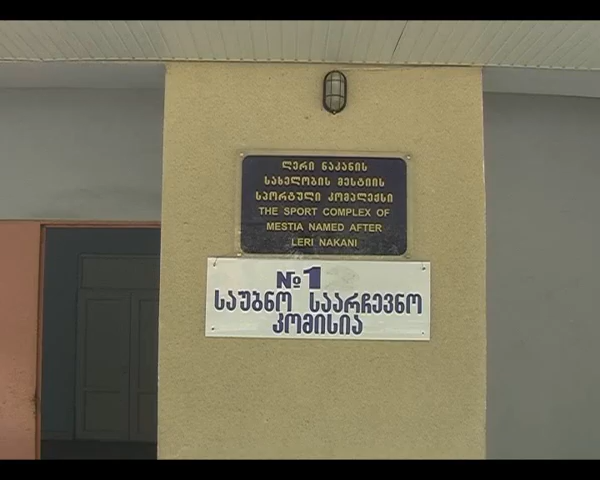 ლერი ნაკანის
სახელობის მესტიის
სპორტული კომპლექსი
THE SPORT COMPLEX OF
MESTIA NAMED AFTER
LERI NAKANI
№1
საუბნო საარჩევნო
კომისია